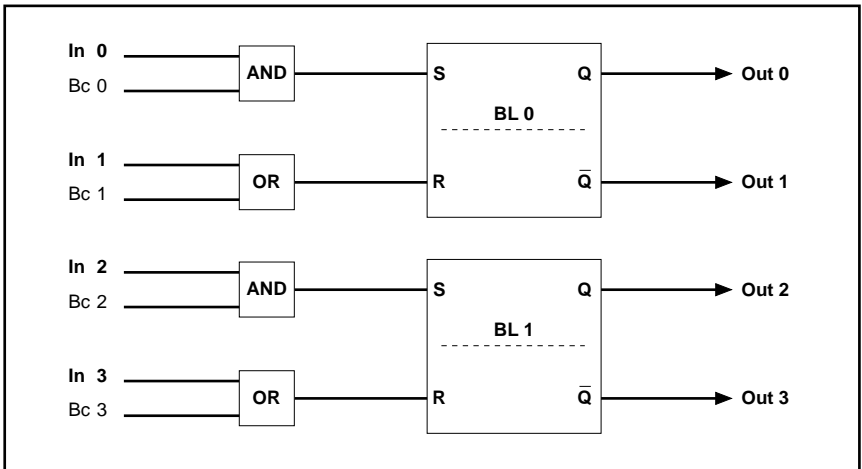 In 0
Bc 0
AND
S
Q
Out 0
BL 0
In 1
Bc 1
OR
R
Q̅
Out 1
In 2
Bc 2
AND
S
Q
Out 2
BL 1
In 3
Bc 3
OR
R
Q̅
Out 3